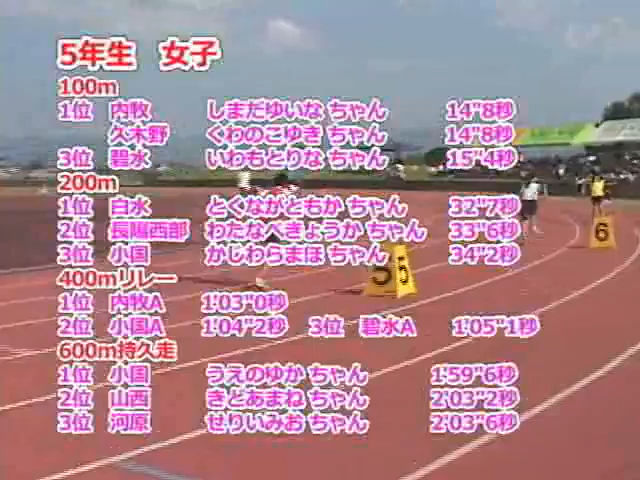 5年生 女子
100m
1位 内牧 しまだゆいな ちゃん 14"8秒
久木野 くわのこゆき ちゃん 14"8秒
3位 碧水 いわもとりな ちゃん 15"4秒
200m
1位 白水 とくながともか ちゃん 32"7秒
2位 長陽西部 わたなべきょうか ちゃん 33"6秒
3位 小国 かじわらまほ ちゃん 34"2秒
400mリレー
1位 内牧A 1'03"0秒
2位 小国A 1'04"2秒 3位 碧水A 1'05"1秒
600m持久走
1位 小国 うえのゆか ちゃん 1'59"6秒
2位 山西 きどあまね ちゃん 2'03"2秒
3位 河原 せりいみお ちゃん 2'03"6秒
5 5
6